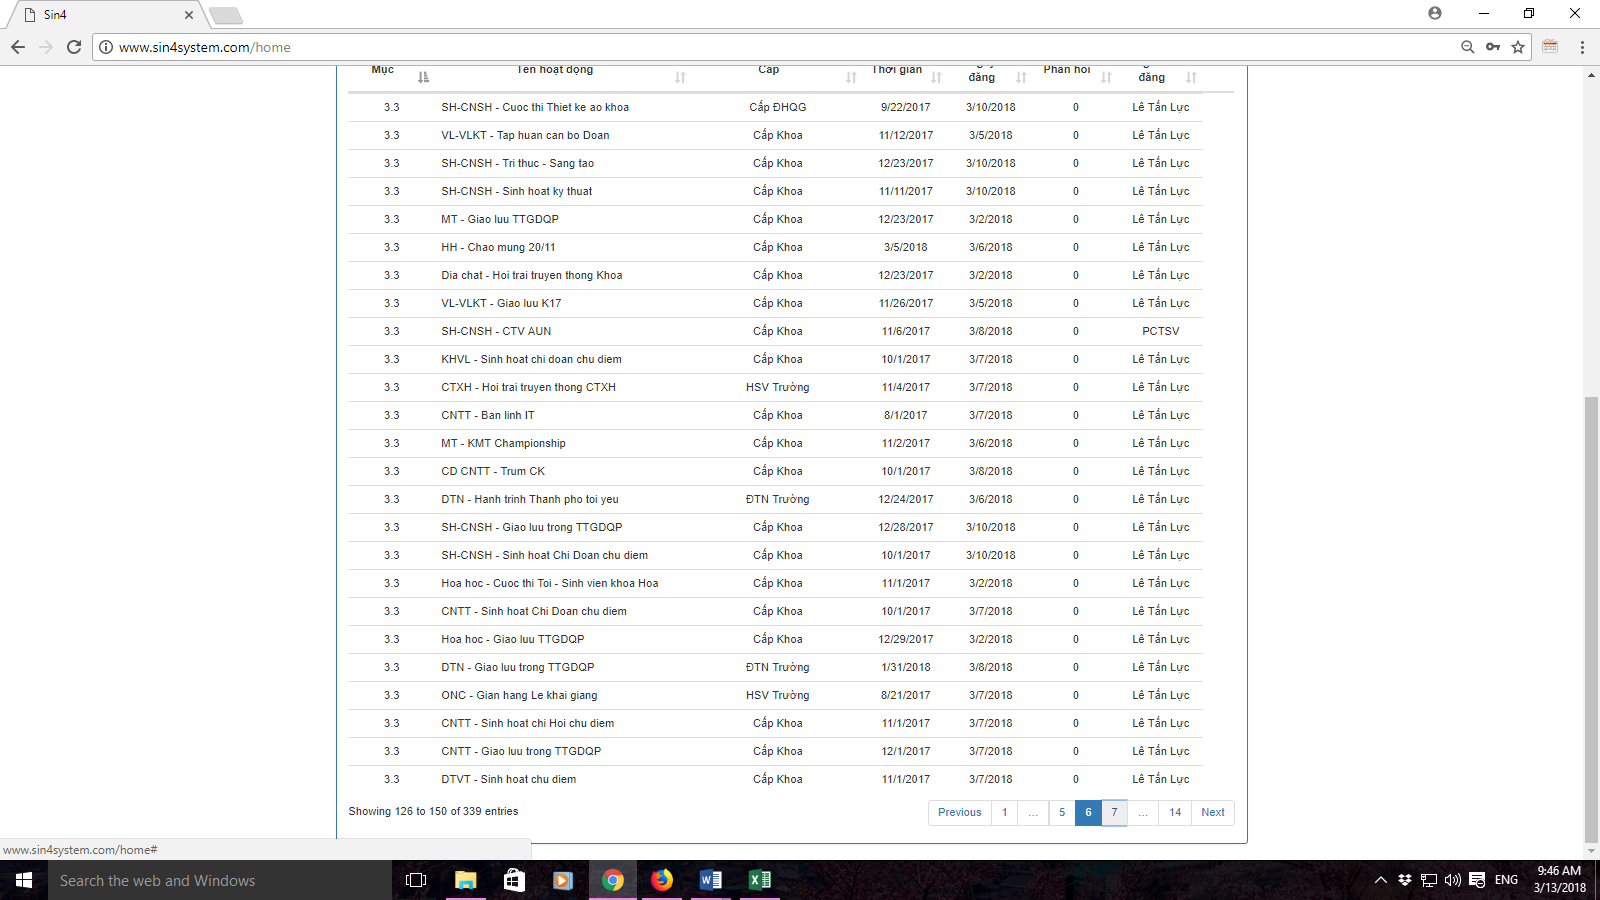 Sin4
www.sin4system.com/home
Mục Tên hoạt động Cấp Thời gian đăng Phản hồi đăng
3.3 SH-CNSH - Cuoc thi Thiet ke ao khoa Cấp ĐHQG 9/22/2017 3/10/2018 0 Lê Tấn Lực
3.3 VL-VLKT - Tap huan can bo Doan Cấp Khoa 11/12/2017 3/5/2018 0 Lê Tấn Lực
3.3 SH-CNSH - Tri thuc - Sang tao Cấp Khoa 12/23/2017 3/10/2018 0 Lê Tấn Lực
3.3 SH-CNSH - Sinh hoat ky thuat Cấp Khoa 11/11/2017 3/10/2018 0 Lê Tấn Lực
3.3 MT - Giao luu TTGDQP Cấp Khoa 12/23/2017 3/2/2018 0 Lê Tấn Lực
3.3 HH - Chao mung 20/11 Cấp Khoa 3/5/2018 3/6/2018 0 Lê Tấn Lực
3.3 Dia chat - Hoi trai truyen thong Khoa Cấp Khoa 12/23/2017 3/2/2018 0 Lê Tấn Lực
3.3 VL-VLKT - Giao luu K17 Cấp Khoa 11/26/2017 3/5/2018 0 Lê Tấn Lực
3.3 SH-CNSH - CTV AUN Cấp Khoa 11/6/2017 3/8/2018 0 PCTSV
3.3 KHVL - Sinh hoat chi doan chu diem Cấp Khoa 10/1/2017 3/7/2018 0 Lê Tấn Lực
3.3 CTXH - Hoi trai truyen thong CTXH HSV Trường 11/4/2017 3/7/2018 0 Lê Tấn Lực
3.3 CNTT - Ban linh IT Cấp Khoa 8/1/2017 3/7/2018 0 Lê Tấn Lực
3.3 MT - KMT Championship Cấp Khoa 11/2/2017 3/6/2018 0 Lê Tấn Lực
3.3 CD CNTT - Trum CK Cấp Khoa 10/1/2017 3/8/2018 0 Lê Tấn Lực
3.3 DTN - Hanh trinh Thanh pho toi yeu ĐTN Trường 12/24/2017 3/6/2018 0 Lê Tấn Lực
3.3 SH-CNSH - Giao luu trong TTGDQP Cấp Khoa 12/28/2017 3/10/2018 0 Lê Tấn Lực
3.3 SH-CNSH - Sinh hoat Chi Doan chu diem Cấp Khoa 10/1/2017 3/10/2018 0 Lê Tấn Lực
3.3 Hoa hoc - Cuoc thi Toi - Sinh vien khoa Hoa Cấp Khoa 11/1/2017 3/2/2018 0 Lê Tấn Lực
3.3 CNTT - Sinh hoat Chi Doan chu diem Cấp Khoa 10/1/2017 3/7/2018 0 Lê Tấn Lực
3.3 Hoa hoc - Giao luu TTGDQP Cấp Khoa 12/29/2017 3/2/2018 0 Lê Tấn Lực
3.3 DTN - Giao luu trong TTGDQP ĐTN Trường 1/31/2018 3/8/2018 0 Lê Tấn Lực
3.3 ONC - Gian hang Le khai giang HSV Trường 8/21/2017 3/7/2018 0 Lê Tấn Lực
3.3 CNTT - Sinh hoat chi Hoi chu diem Cấp Khoa 11/1/2017 3/7/2018 0 Lê Tấn Lực
3.3 CNTT - Giao luu trong TTGDQP Cấp Khoa 12/1/2017 3/7/2018 0 Lê Tấn Lực
3.3 DTVT - Sinh hoat chu diem Cấp Khoa 11/1/2017 3/7/2018 0 Lê Tấn Lực
Showing 126 to 150 of 339 entries Previous 1 … 5 6 7 … 14 Next
www.sin4system.com/home#
Search the web and Windows ENG 9:46 AM
3/13/2018